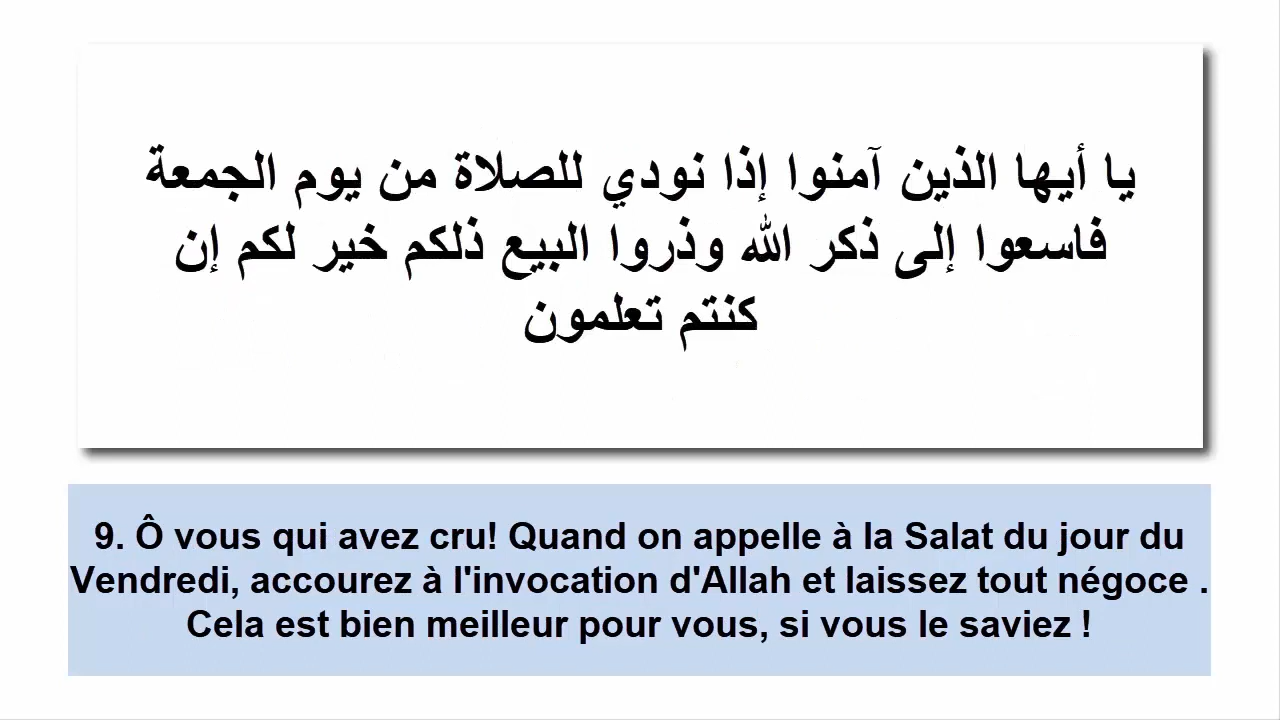 يا أيها الذين آمنوا إذا نودي للصلاة من يوم الجمعة
فاسعوا إلى ذكر الله وذروا البيع ذلكم خير لكم إن
كنتم تعلمون
9. Ô vous qui avez cru! Quand on appelle à la Salat du jour du
Vendredi, accourez à l'invocation d'Allah et laissez tout négoce .
Cela est bien meilleur pour vous, si vous le saviez !